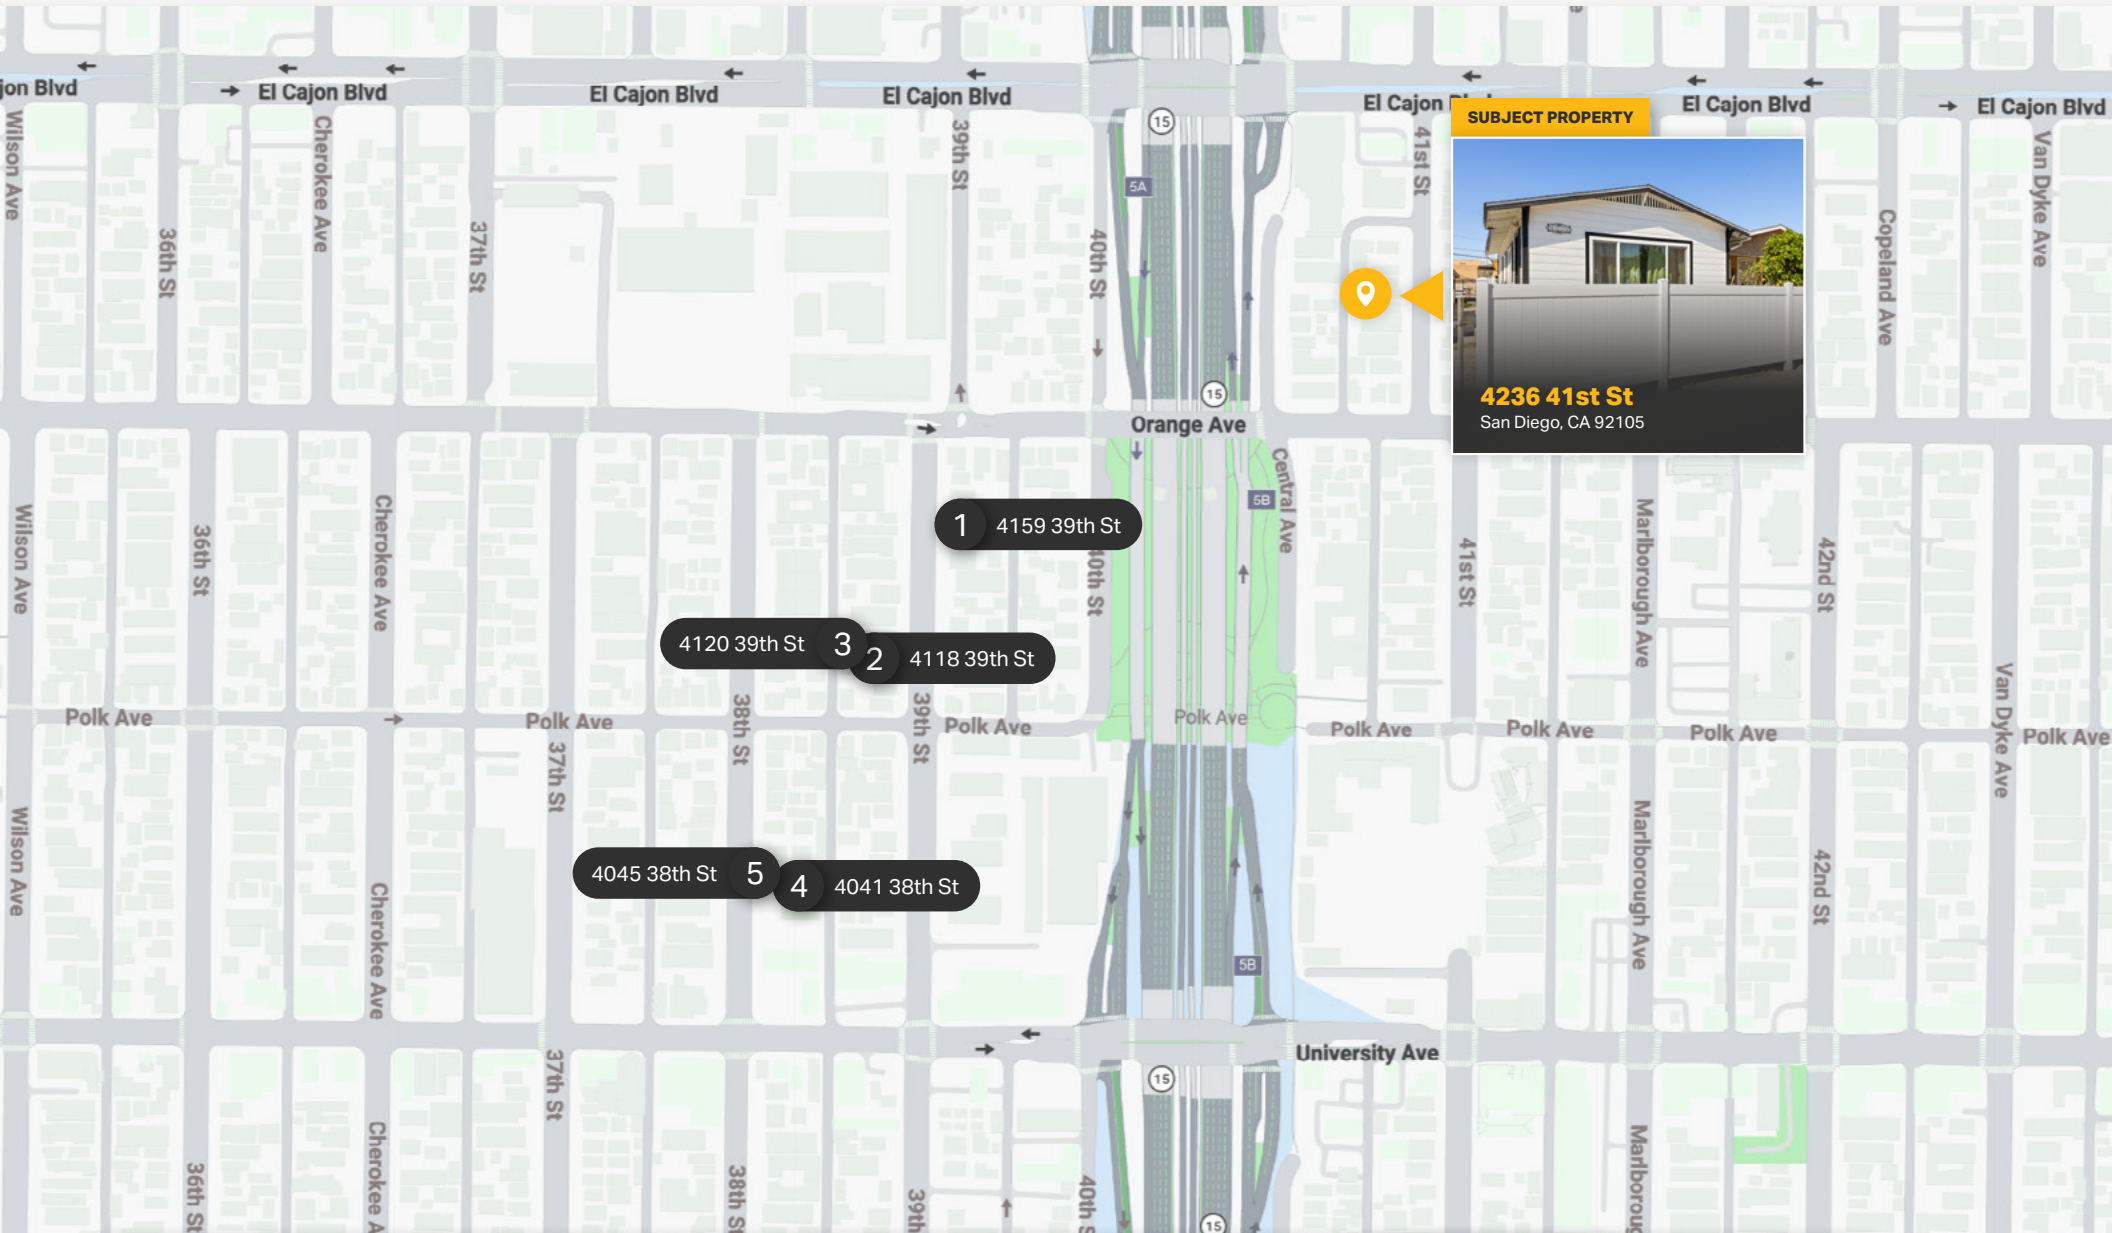 jon Blvd
El Cajon Blvd
El Cajon Blvd
El Cajon Blvd
El Cajon
El Cajon Blvd
El Cajon Blvd
SUBJECT PROPERTY
4236 41st St
San Diego, CA 92105
Wilson Ave
36th St
Cherokee Ave
37th St
39th St
40th St
15
5A
41st St
Copeland Ave
Van Dyke Ave
15
Orange Ave
Wilson Ave
36th St
Cherokee Ave
1
4159 39th St
40th St
5B
Central Ave
41st St
Marlborough Ave
42nd St
4120 39th St
3
2
4118 39th St
Polk Ave
Polk Ave
38th St
39th St
Polk Ave
Polk Ave
Polk Ave
Polk Ave
Polk Ave
Van Dyke Ave
Polk Ave
37th St
Wilson Ave
Cherokee Ave
4045 38th St
5
4
4041 38th St
5B
Marlborough Ave
42nd St
University Ave
37th St
15
36th St
Cherokee A
38th S
39th
40th S
15
Marlboroug